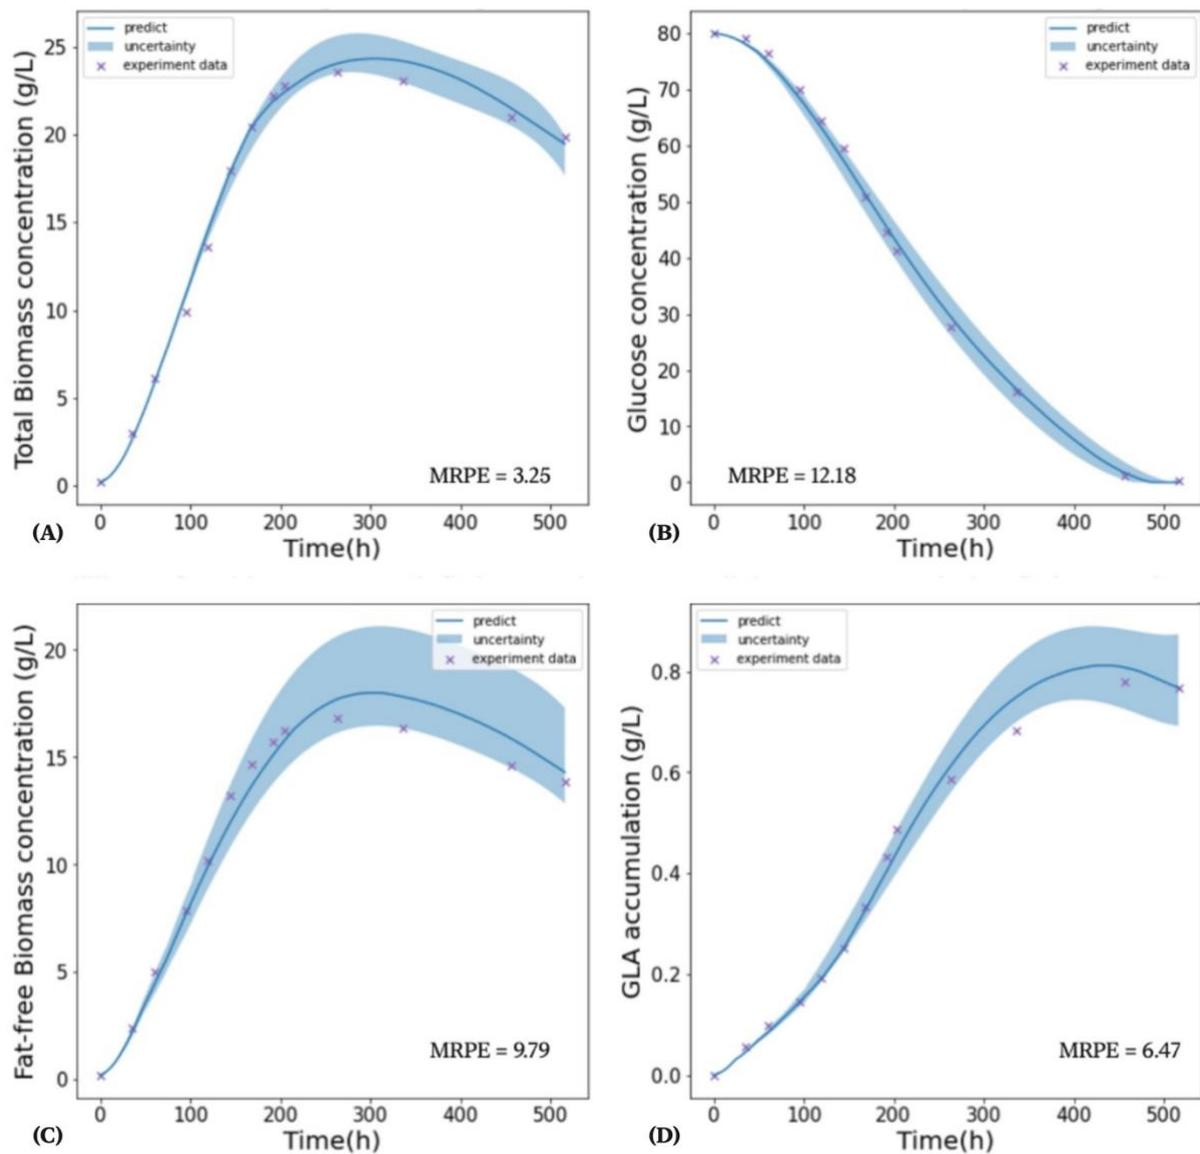 predict
uncertainty
experiment data
Total Biomass concentration (g/L)
25
20
15
10
5
0
MRPE = 3.25
0 100 200 300 400 500
Time(h)
(A)
predict
uncertainty
experiment data
Glucose concentration (g/L)
80
70
60
50
40
30
20
10
0
MRPE = 12.18
0 100 200 300 400 500
Time(h)
(B)
predict
uncertainty
experiment data
Fat-free Biomass concentration (g/L)
20
15
10
5
0
MRPE = 9.79
0 100 200 300 400 500
Time(h)
(C)
predict
uncertainty
experiment data
GLA accumulation (g/L)
0.8
0.6
0.4
0.2
0.0
MRPE = 6.47
0 100 200 300 400 500
Time(h)
(D)